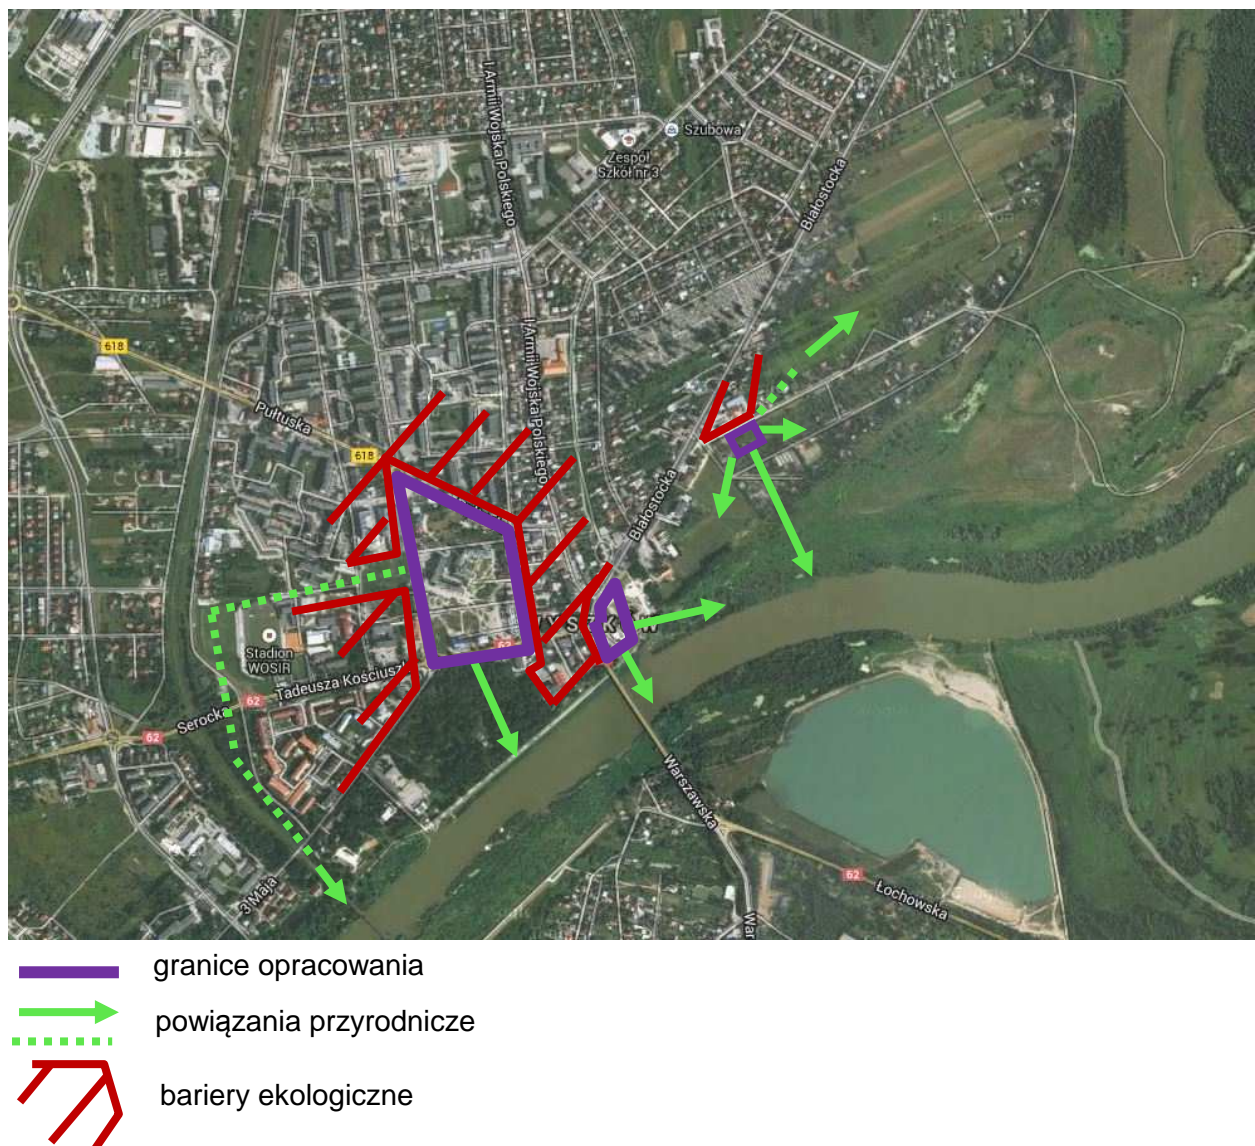 I Armii Wojska Polskiego
Szubowa
Zespół
Szkół nr 3
Białostocka
618
I Armii Wojska Polskiego
Pułtuska
618
Białostocka
62
Stadion
WOSiR
Tadeusza Kościuszki
62
Serocka
62
Warszawska
62
Łochowska
3 Maja
War
granice opracowania
powiązania przyrodnicze
bariery ekologiczne